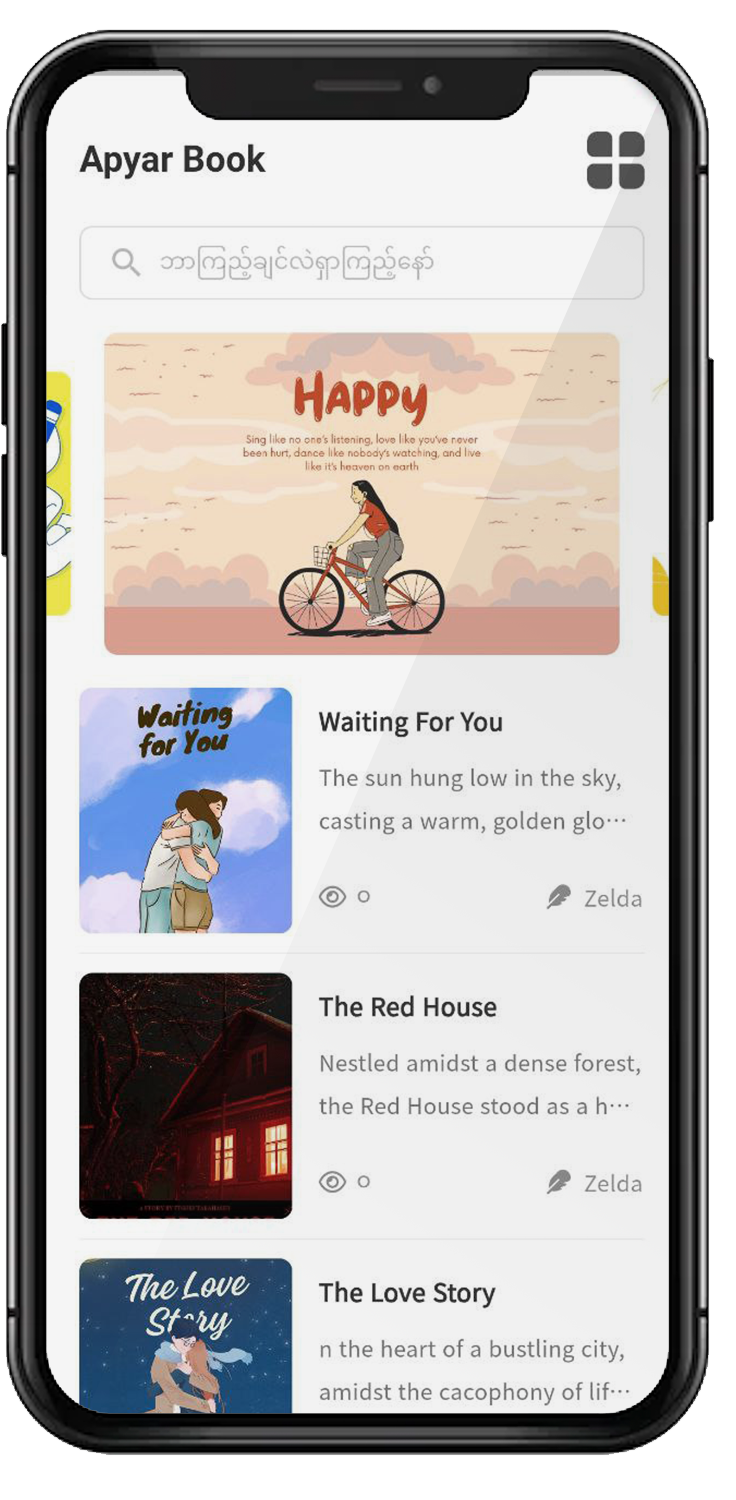 Apyar Book
ဘာကြည့်ချင်လဲရှာကြည့်နော်
HAPPY
Sing like no one's listening, love like you've never
been hurt, dance like nobody's watching, and live
like it's heaven on earth
Waiting
for You
Waiting For You
The sun hung low in the sky,
casting a warm, golden glo···
0
Zelda
The Red House
Nestled amidst a dense forest,
the Red House stood as a h···
0
Zelda
The Love
Story
The Love Story
n the heart of a bustling city,
amidst the cacophony of lif···